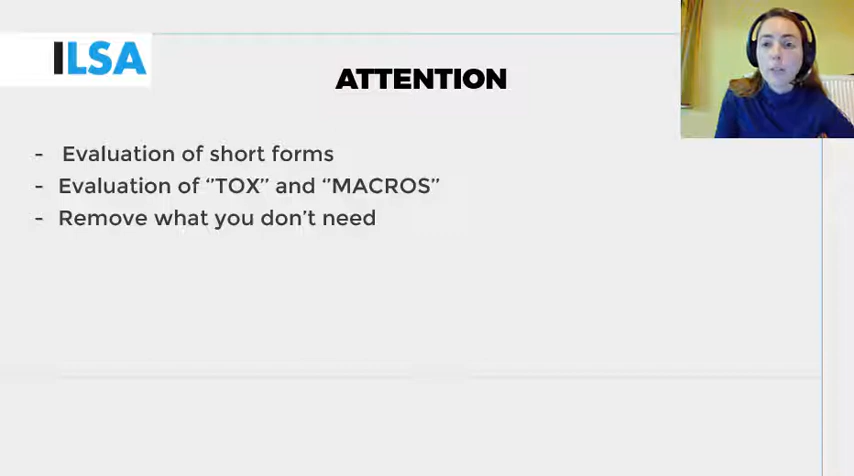 ILSA
ATTENTION
- Evaluation of short forms
- Evaluation of ‘’TOX’’ and ‘’MACROS’’
- Remove what you don’t need